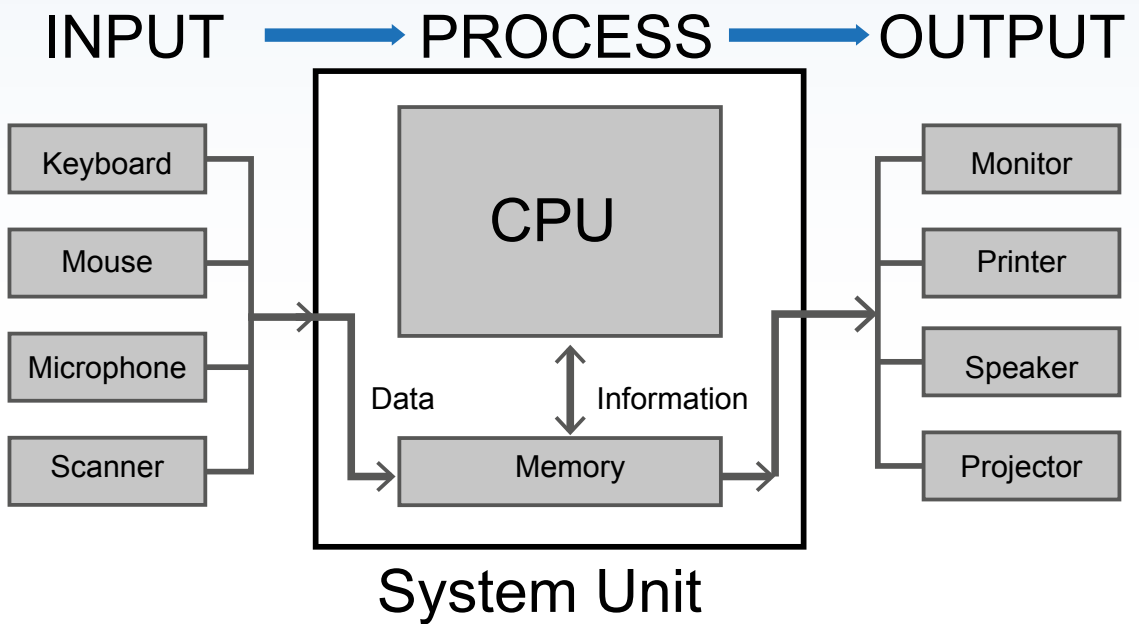 INPUT PROCESS OUTPUT
Keyboard
Mouse
Microphone
Scanner
CPU
Data Information
Memory
System Unit
Monitor
Printer
Speaker
Projector